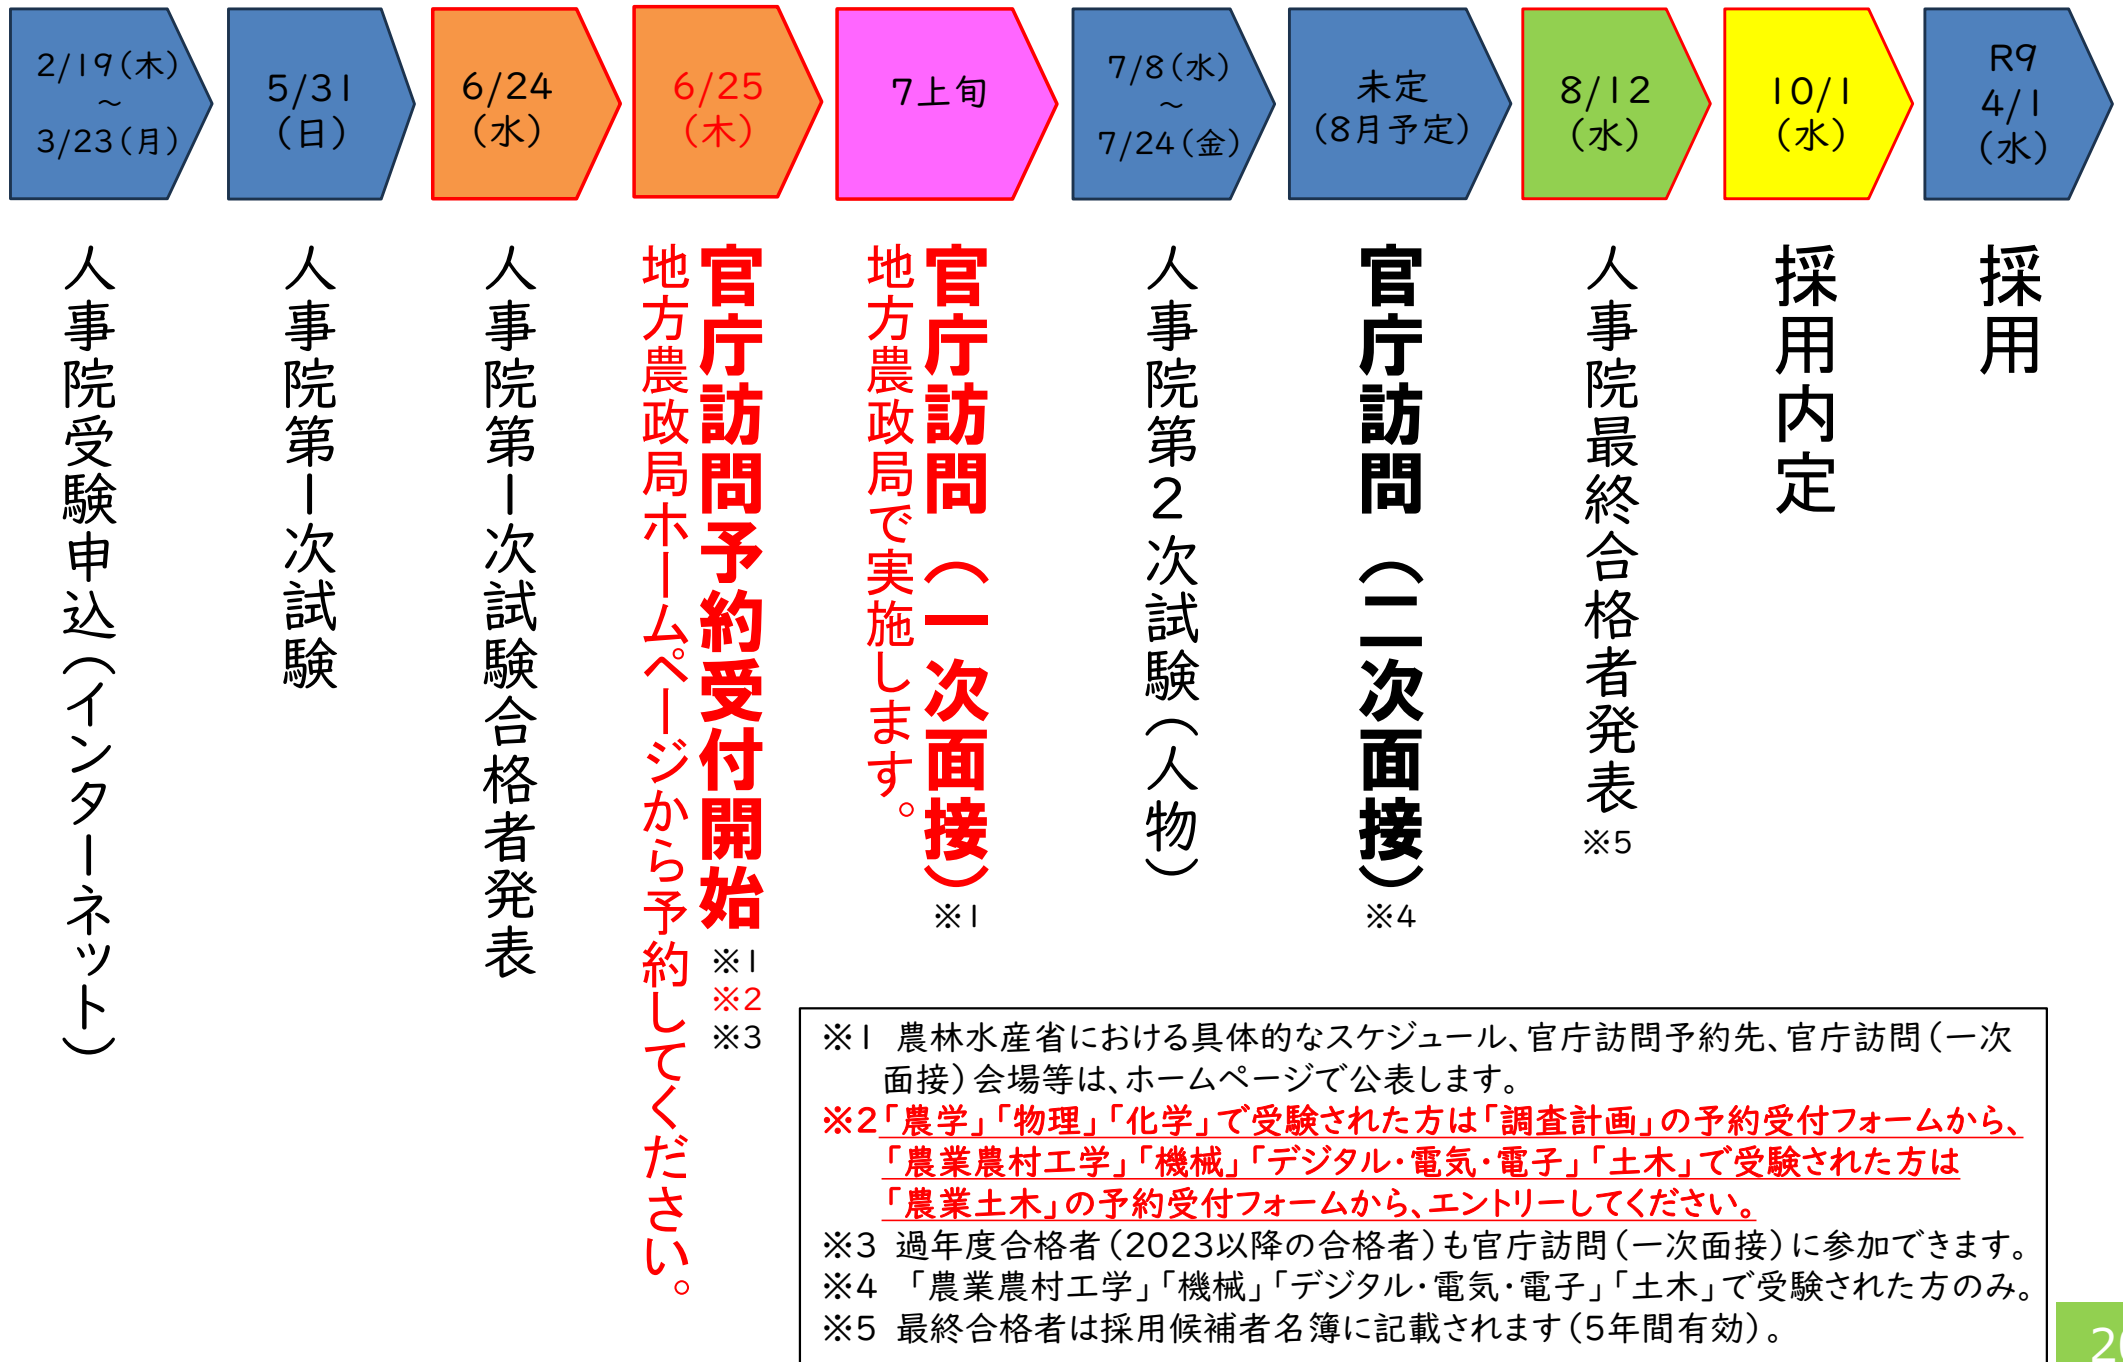 2/19(木)
～
3/23(月)
5/31
(日)
6/24
(水)
6/25
(木)
7上旬
7/8(水)
～
7/24(金)
未定
(8月予定)
8/12
(水)
10/1
(水)
R9
4/1
(水)
人事院受験申込(インターネット)
人事院第1次試験
人事院第1次試験合格者発表
官庁訪問予約受付開始
※1
※2
※3
地方農政局ホームページから予約してください。
官庁訪問(一次面接)
※1
地方農政局で実施します。
人事院第2次試験(人物)
官庁訪問(二次面接)
※4
人事院最終合格者発表
※5
採用内定
採用
※1 農林水産省における具体的なスケジュール、官庁訪問予約先、官庁訪問(一次
面接)会場等は、ホームページで公表します。
※2「農学」「物理」「化学」で受験された方は「調査計画」の予約受付フォームから、
「農業農村工学」「機械」「デジタル・電気・電子」「土木」で受験された方は
「農業土木」の予約受付フォームから、エントリーしてください。
※3 過年度合格者(2023以降の合格者)も官庁訪問(一次面接)に参加できます。
※4 「農業農村工学」「機械」「デジタル・電気・電子」「土木」で受験された方のみ。
※5 最終合格者は採用候補者名簿に記載されます(5年間有効)。